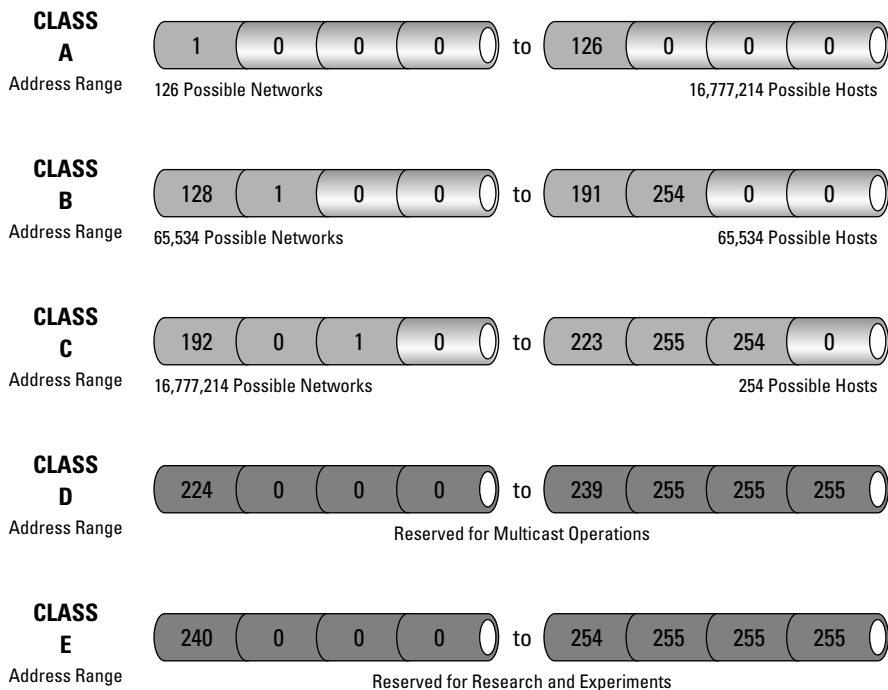 CLASS
A
Address Range
1 0 0 0 to 126 0 0 0
126 Possible Networks 16,777,214 Possible Hosts
CLASS
B
Address Range
128 1 0 0 to 191 254 0 0
65,534 Possible Networks 65,534 Possible Hosts
CLASS
C
Address Range
192 0 1 0 to 223 255 254 0
16,777,214 Possible Networks 254 Possible Hosts
CLASS
D
Address Range
224 0 0 0 to 239 255 255 255
Reserved for Multicast Operations
CLASS
E
Address Range
240 0 0 0 to 254 255 255 255
Reserved for Research and Experiments